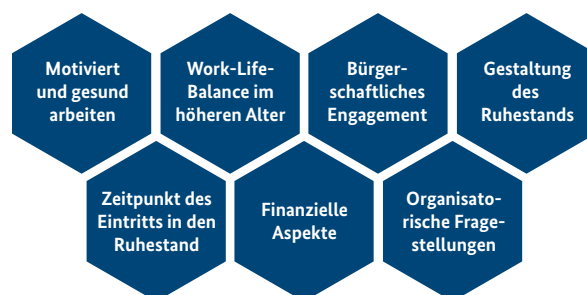 Motiviert
und gesund
arbeiten
Work-Life-
Balance im
höheren Alter
Bürger-
schaftliches
Engagement
Gestaltung
des
Ruhestands
Zeitpunkt des
Eintritts in den
Ruhestand
Finanzielle
Aspekte
Organisato-
rische Frage-
stellungen